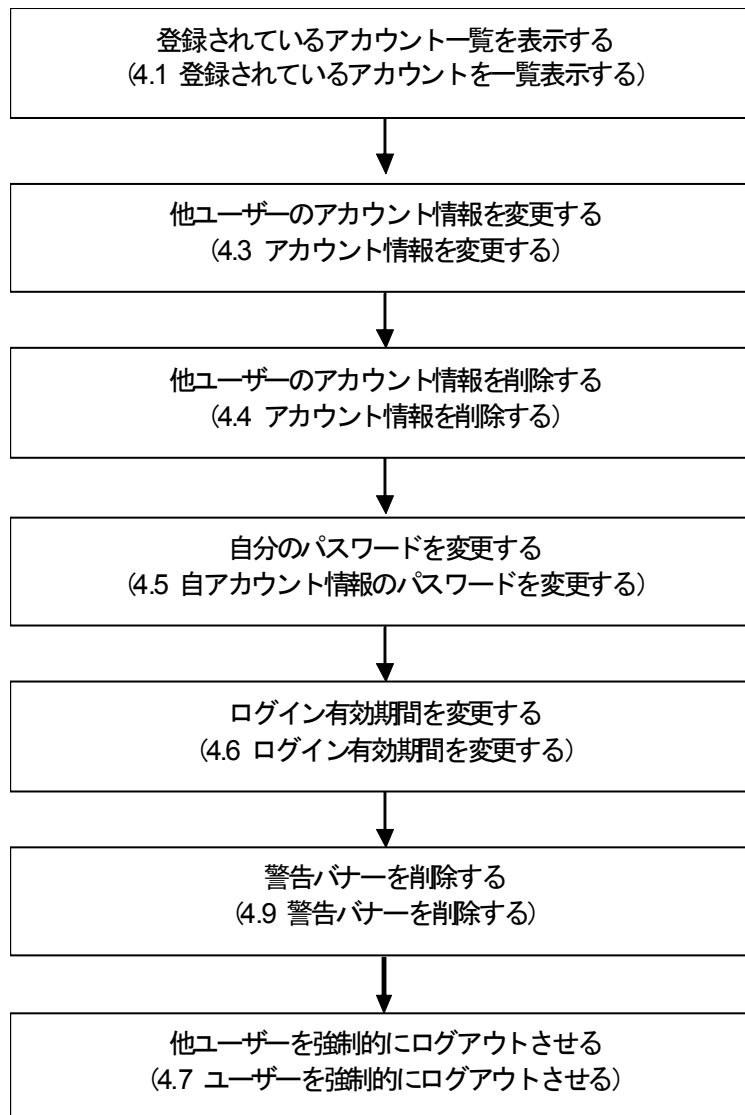 登録されているアカウント一覧を表示する
(4.1 登録されているアカウントを一覧表示する)
他ユーザーのアカウント情報を変更する
(4.3 アカウント情報を変更する)
他ユーザーのアカウント情報を削除する
(4.4 アカウント情報を削除する)
自分のパスワードを変更する
(4.5 自アカウント情報のパスワードを変更する)
ログイン有効期間を変更する
(4.6 ログイン有効期間を変更する)
警告バナーを削除する
(4.9 警告バナーを削除する)
他ユーザーを強制的にログアウトさせる
(4.7 ユーザーを強制的にログアウトさせる)